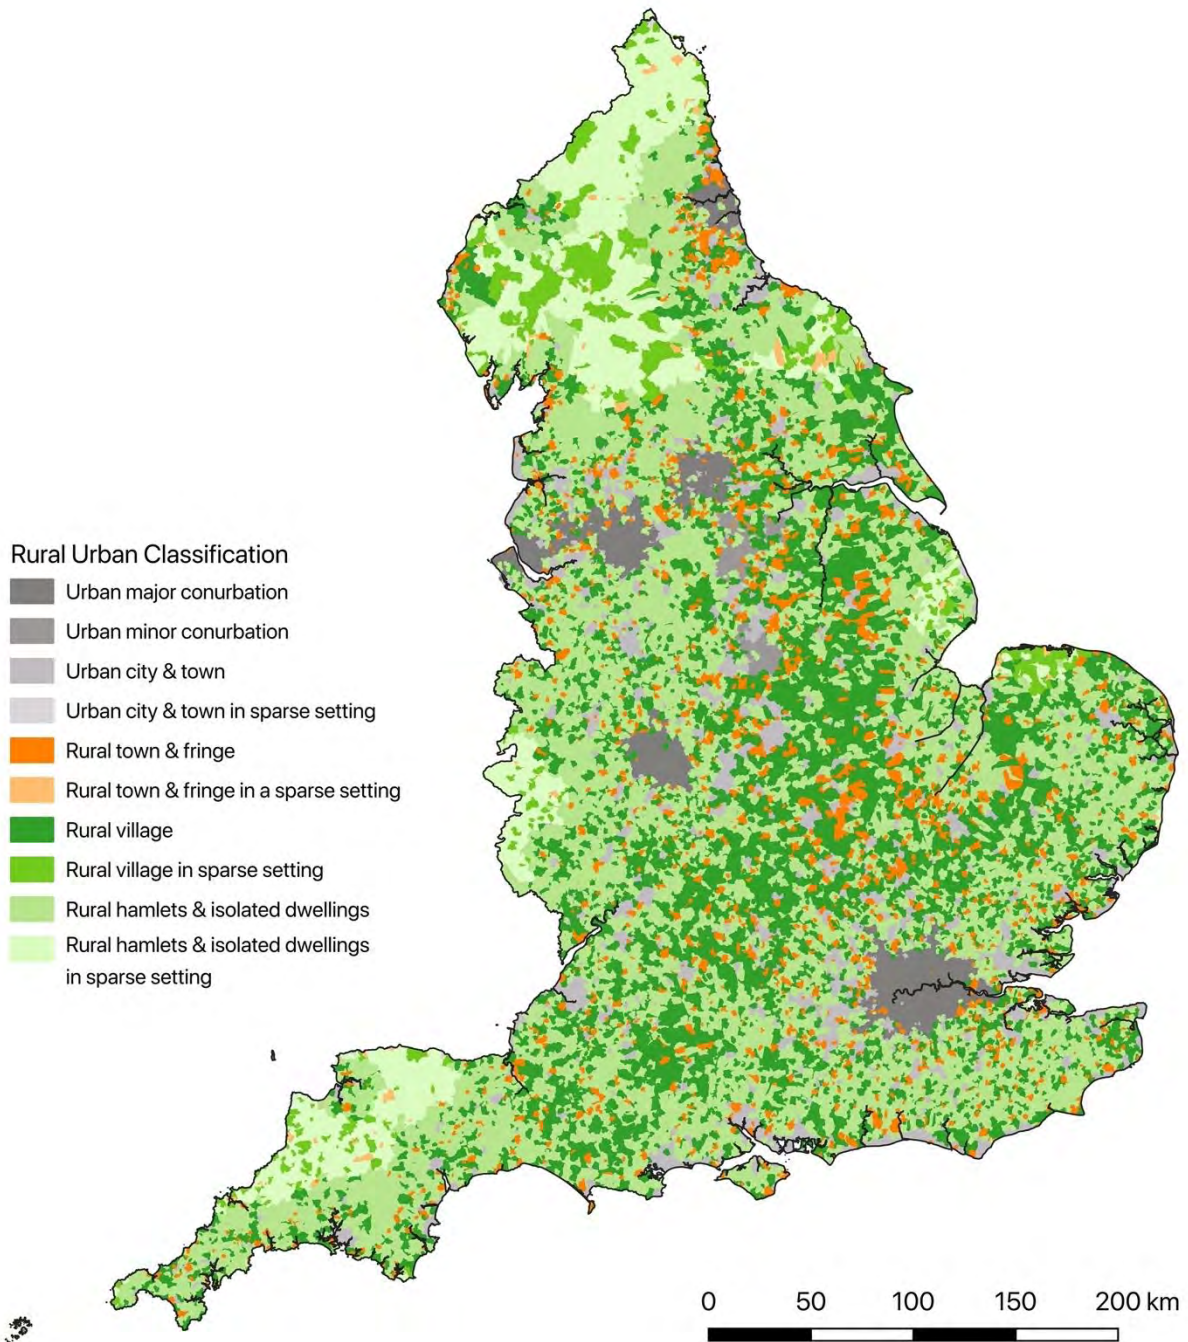 Rural Urban Classification
Urban major conurbation
Urban minor conurbation
Urban city & town
Urban city & town in sparse setting
Rural town & fringe
Rural town & fringe in a sparse setting
Rural village
Rural village in sparse setting
Rural hamlets & isolated dwellings
Rural hamlets & isolated dwellings
in sparse setting
0 50 100 150 200 km